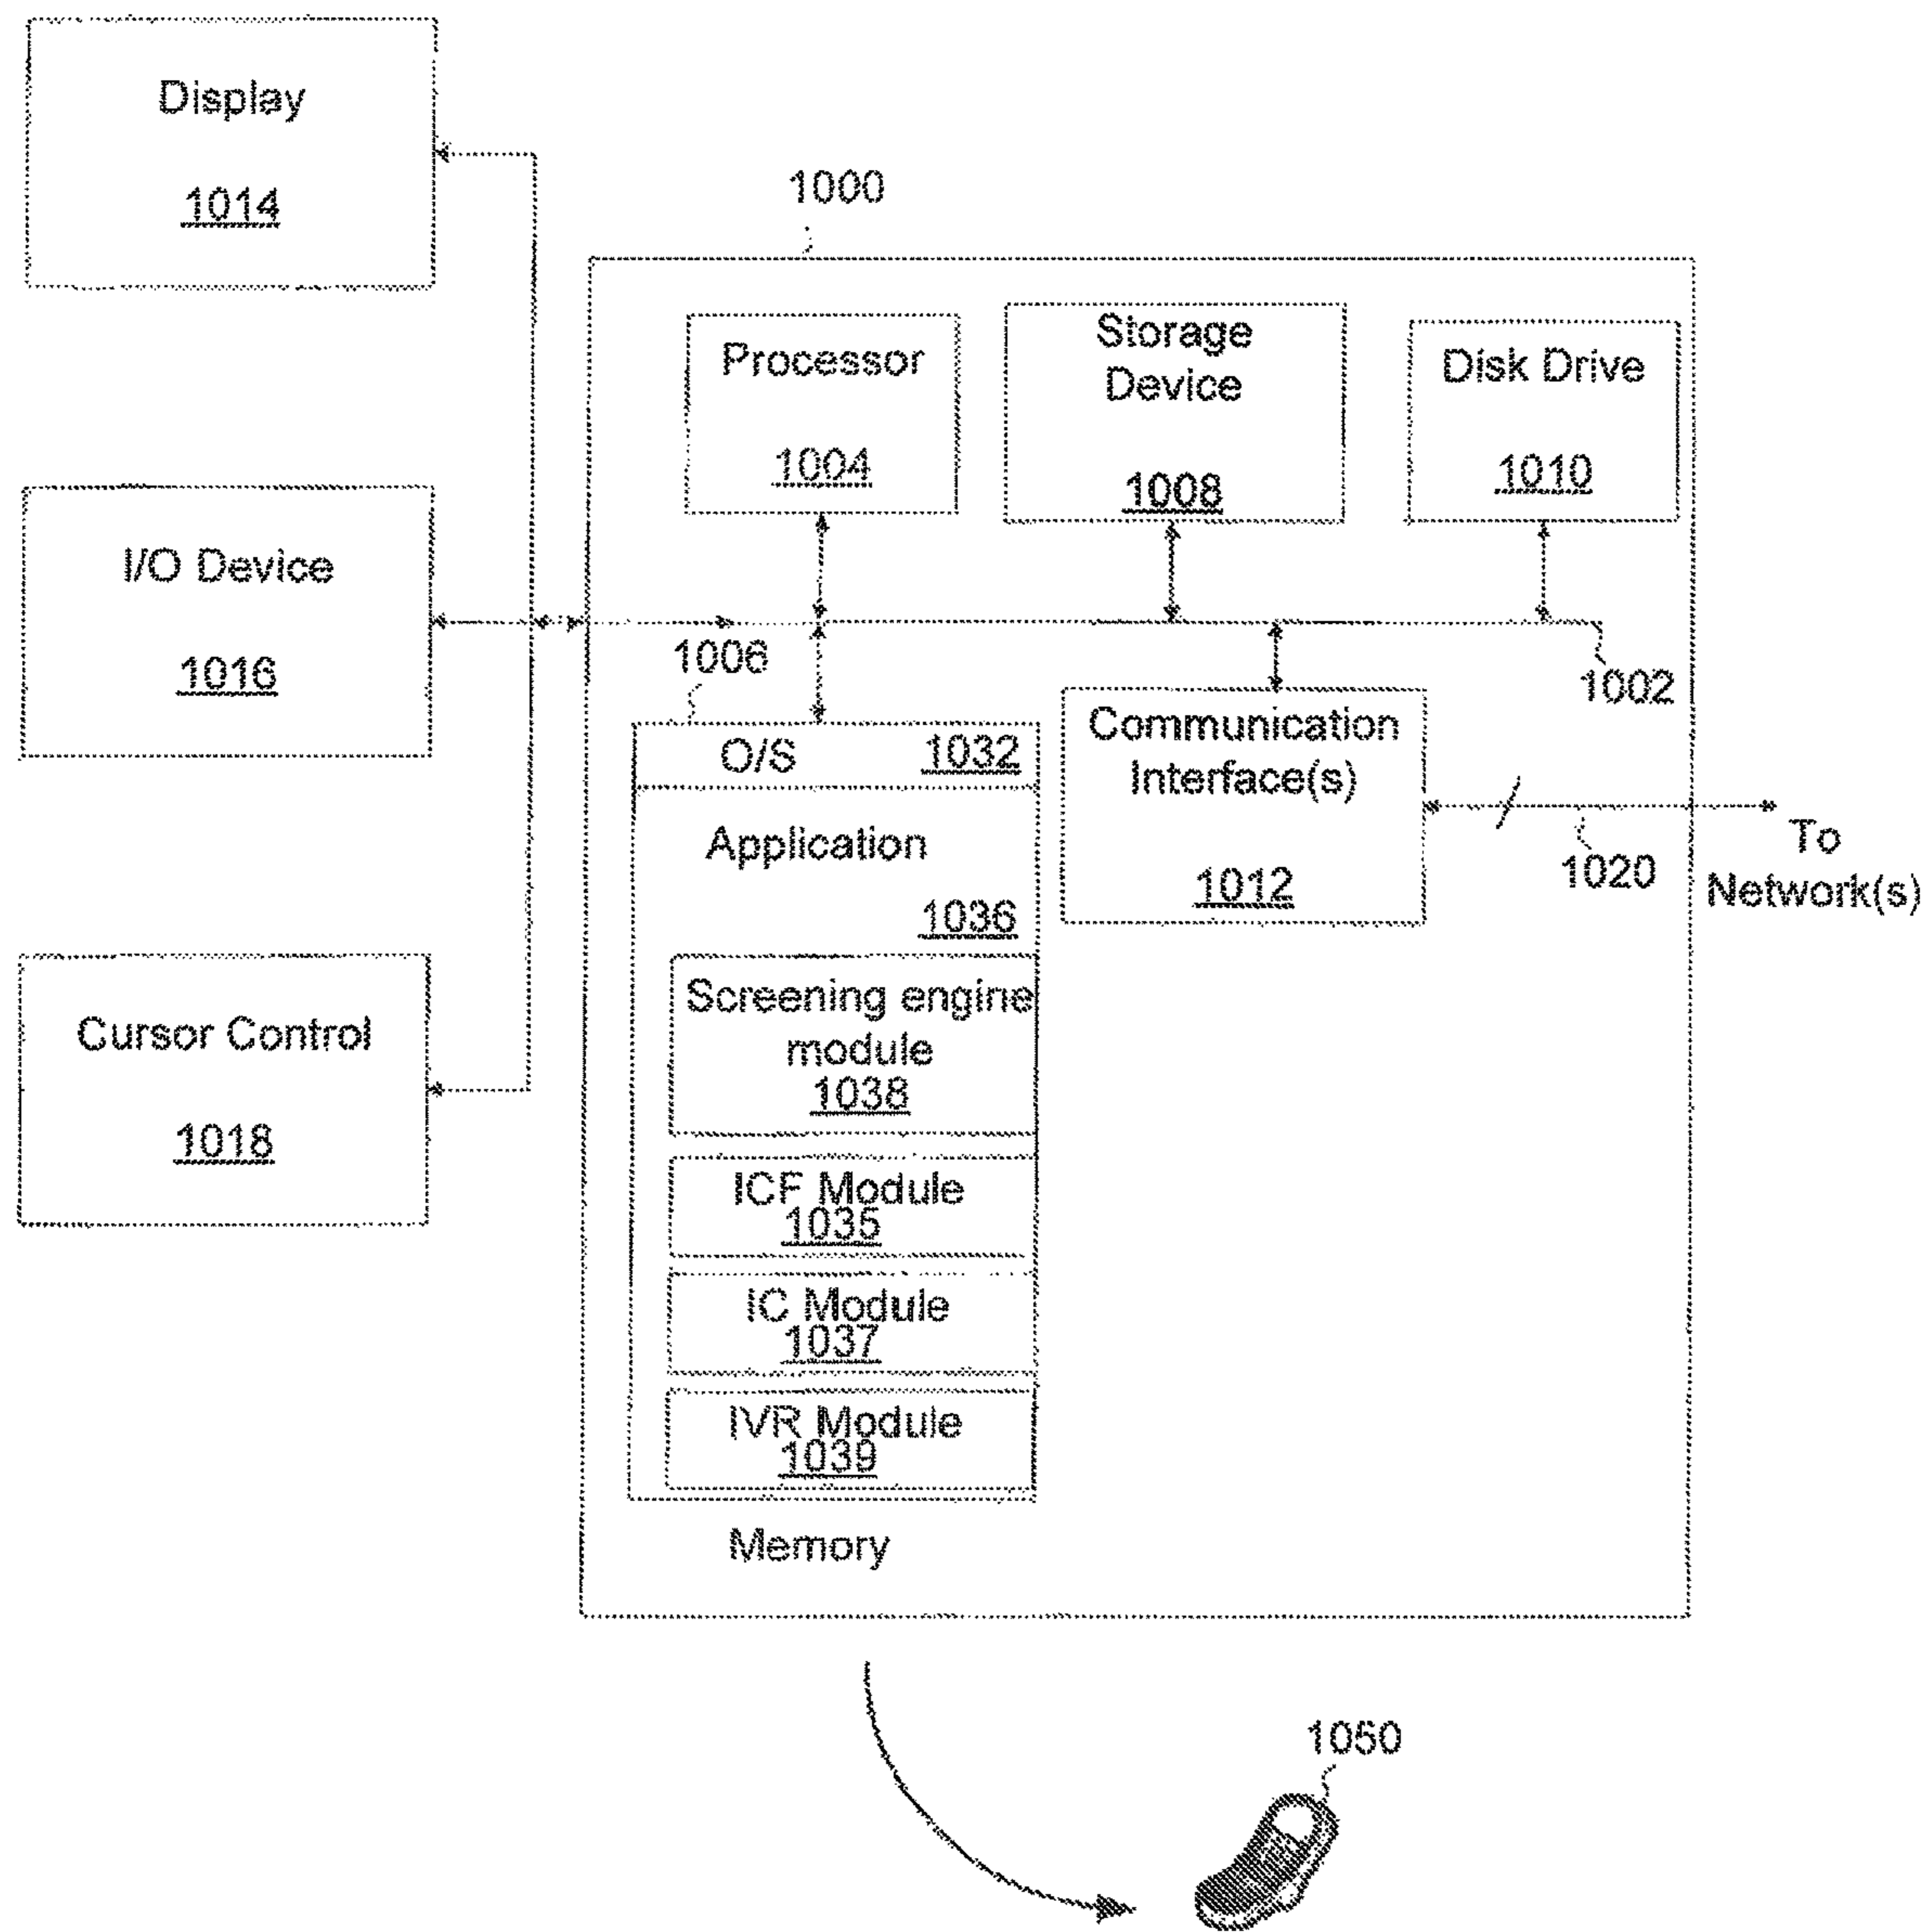 Display
1014
1000
Processor
1004
Storage
Device
1008
Disk Drive
1010
I/O Device
1016
1006
1002
O/S 1032
Application
1036
Communication
Interface(s)
1012
1020
To
Network(s)
Screening engine
module
1038
Cursor Control
1018
ICF Module
1035
IC Module
1037
IVR Module
1039
Memory
1050